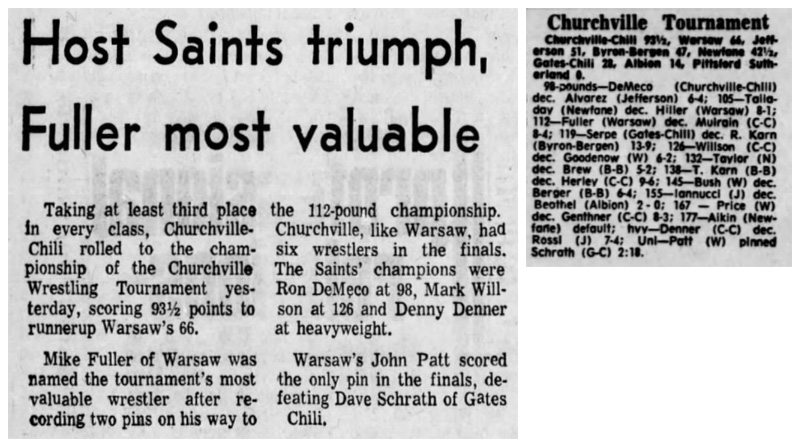 Host Saints triumph,
Fuller most valuable
Taking at least third place
in every class, Churchville-
Chili rolled to the cham-
pionship of the Churchville
Wrestling Tournament yes-
terday, scoring 93½ points to
runnerup Warsaw's 66.
Mike Fuller of Warsaw was
named the tournament's most
valuable wrestler after re-
cording two pins on his way to
the 112-pound championship.
Churchville, like Warsaw, had
six wrestlers in the finals.
The Saints' champions were
Ron DeMeco at 98, Mark Will-
son at 126 and Denny Denner
at heavyweight.
Warsaw's John Patt scored
the only pin in the finals, de-
feating Dave Schrath of Gates
Chili.
Churchville Tournament
Churchville-Chili 93½, Warsaw 66, Jeff-
erson 51, Byron-Bergen 47, Newfane 42½,
Gates-Chili 28, Albion 14, Pittsford Suth-
erland 0.
98-pounds—DeMeco (Churchville-Chili)
dec. Alvarez (Jefferson) 6-4; 105—Talla-
day (Newfane) dec. Hiller (Warsaw) 8-1;
112—Fuller (Warsaw) dec. Mulrain (C-C)
8-4; 119—Serpe (Gates-Chili) dec. R. Karn
(Byron-Bergen) 13-9; 126—Willson (C-C)
dec. Goodenow (W) 6-2; 132—Taylor (N)
dec. Brew (B-B) 5-2; 138—T. Karn (B-B)
dec. Herley (C-C) 9-6; 145—Bush (W) dec.
Berger (B-B) 6-4; 155—Iannucci (J) dec.
Beothel (Albion) 2-0; 167 — Price (W)
dec. Genthner (C-C) 8-3; 177—Aikin (New-
fane) default; hvy—Denner (C-C) dec.
Rossi (J) 7-4; Unl—Patt (W) pinned
Schrath (G-C) 2:18.